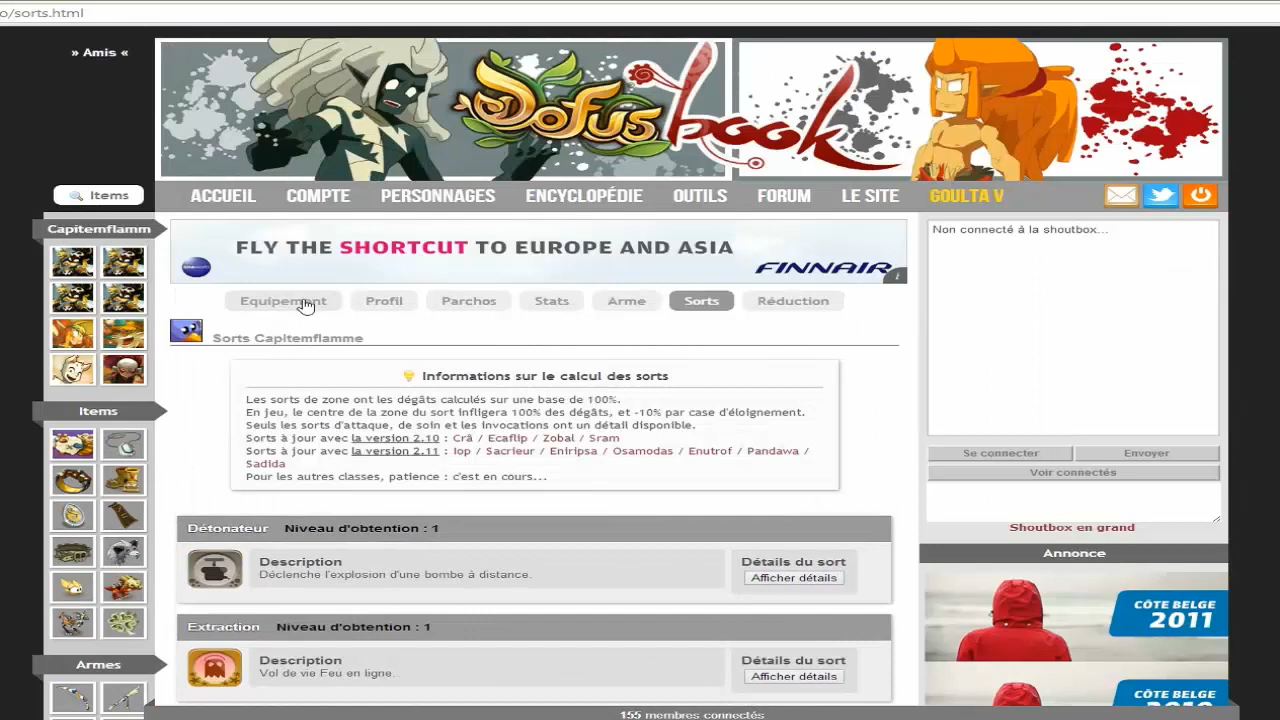 o/sorts.html
» Amis «
Dofus book
Items
ACCUEIL COMPTE PERSONNAGES ENCYCLOPÉDIE OUTILS FORUM LE SITE GOULTA V
Capitemflamm
FLY THE SHORTCUT TO EUROPE AND ASIA
FINNAIR
Non connecté à la shoutbox...
Equipement Profil Parchos Stats Arme Sorts Réduction
Sorts Capitemflamme
Informations sur le calcul des sorts
Les sorts de zone ont les dégâts calculés sur une base de 100%.
En jeu, le centre de la zone du sort infligera 100% des dégâts, et -10% par case d'éloignement.
Seuls les sorts d'attaque, de soin et les invocations ont un détail disponible.
Sorts à jour avec la version 2.10 : Crâ / Ecaflip / Zobal / Sram
Sorts à jour avec la version 2.11 : Iop / Sacrieur / Eniripsa / Osamodas / Enutrof / Pandawa /
Sadida
Pour les autres classes, patience : c'est en cours...
Items
Se connecter Envoyer
Voir connectés
Shoutbox en grand
Détonateur Niveau d'obtention : 1
Description
Déclenche l'explosion d'une bombe à distance.
Détails du sort
Afficher détails
Annonce
CÔTE BELGE
2011
Extraction Niveau d'obtention : 1
Description
Vol de vie Feu en ligne.
Détails du sort
Afficher détails
Armes
CÔTE BELGE
2010
155 membres connectés